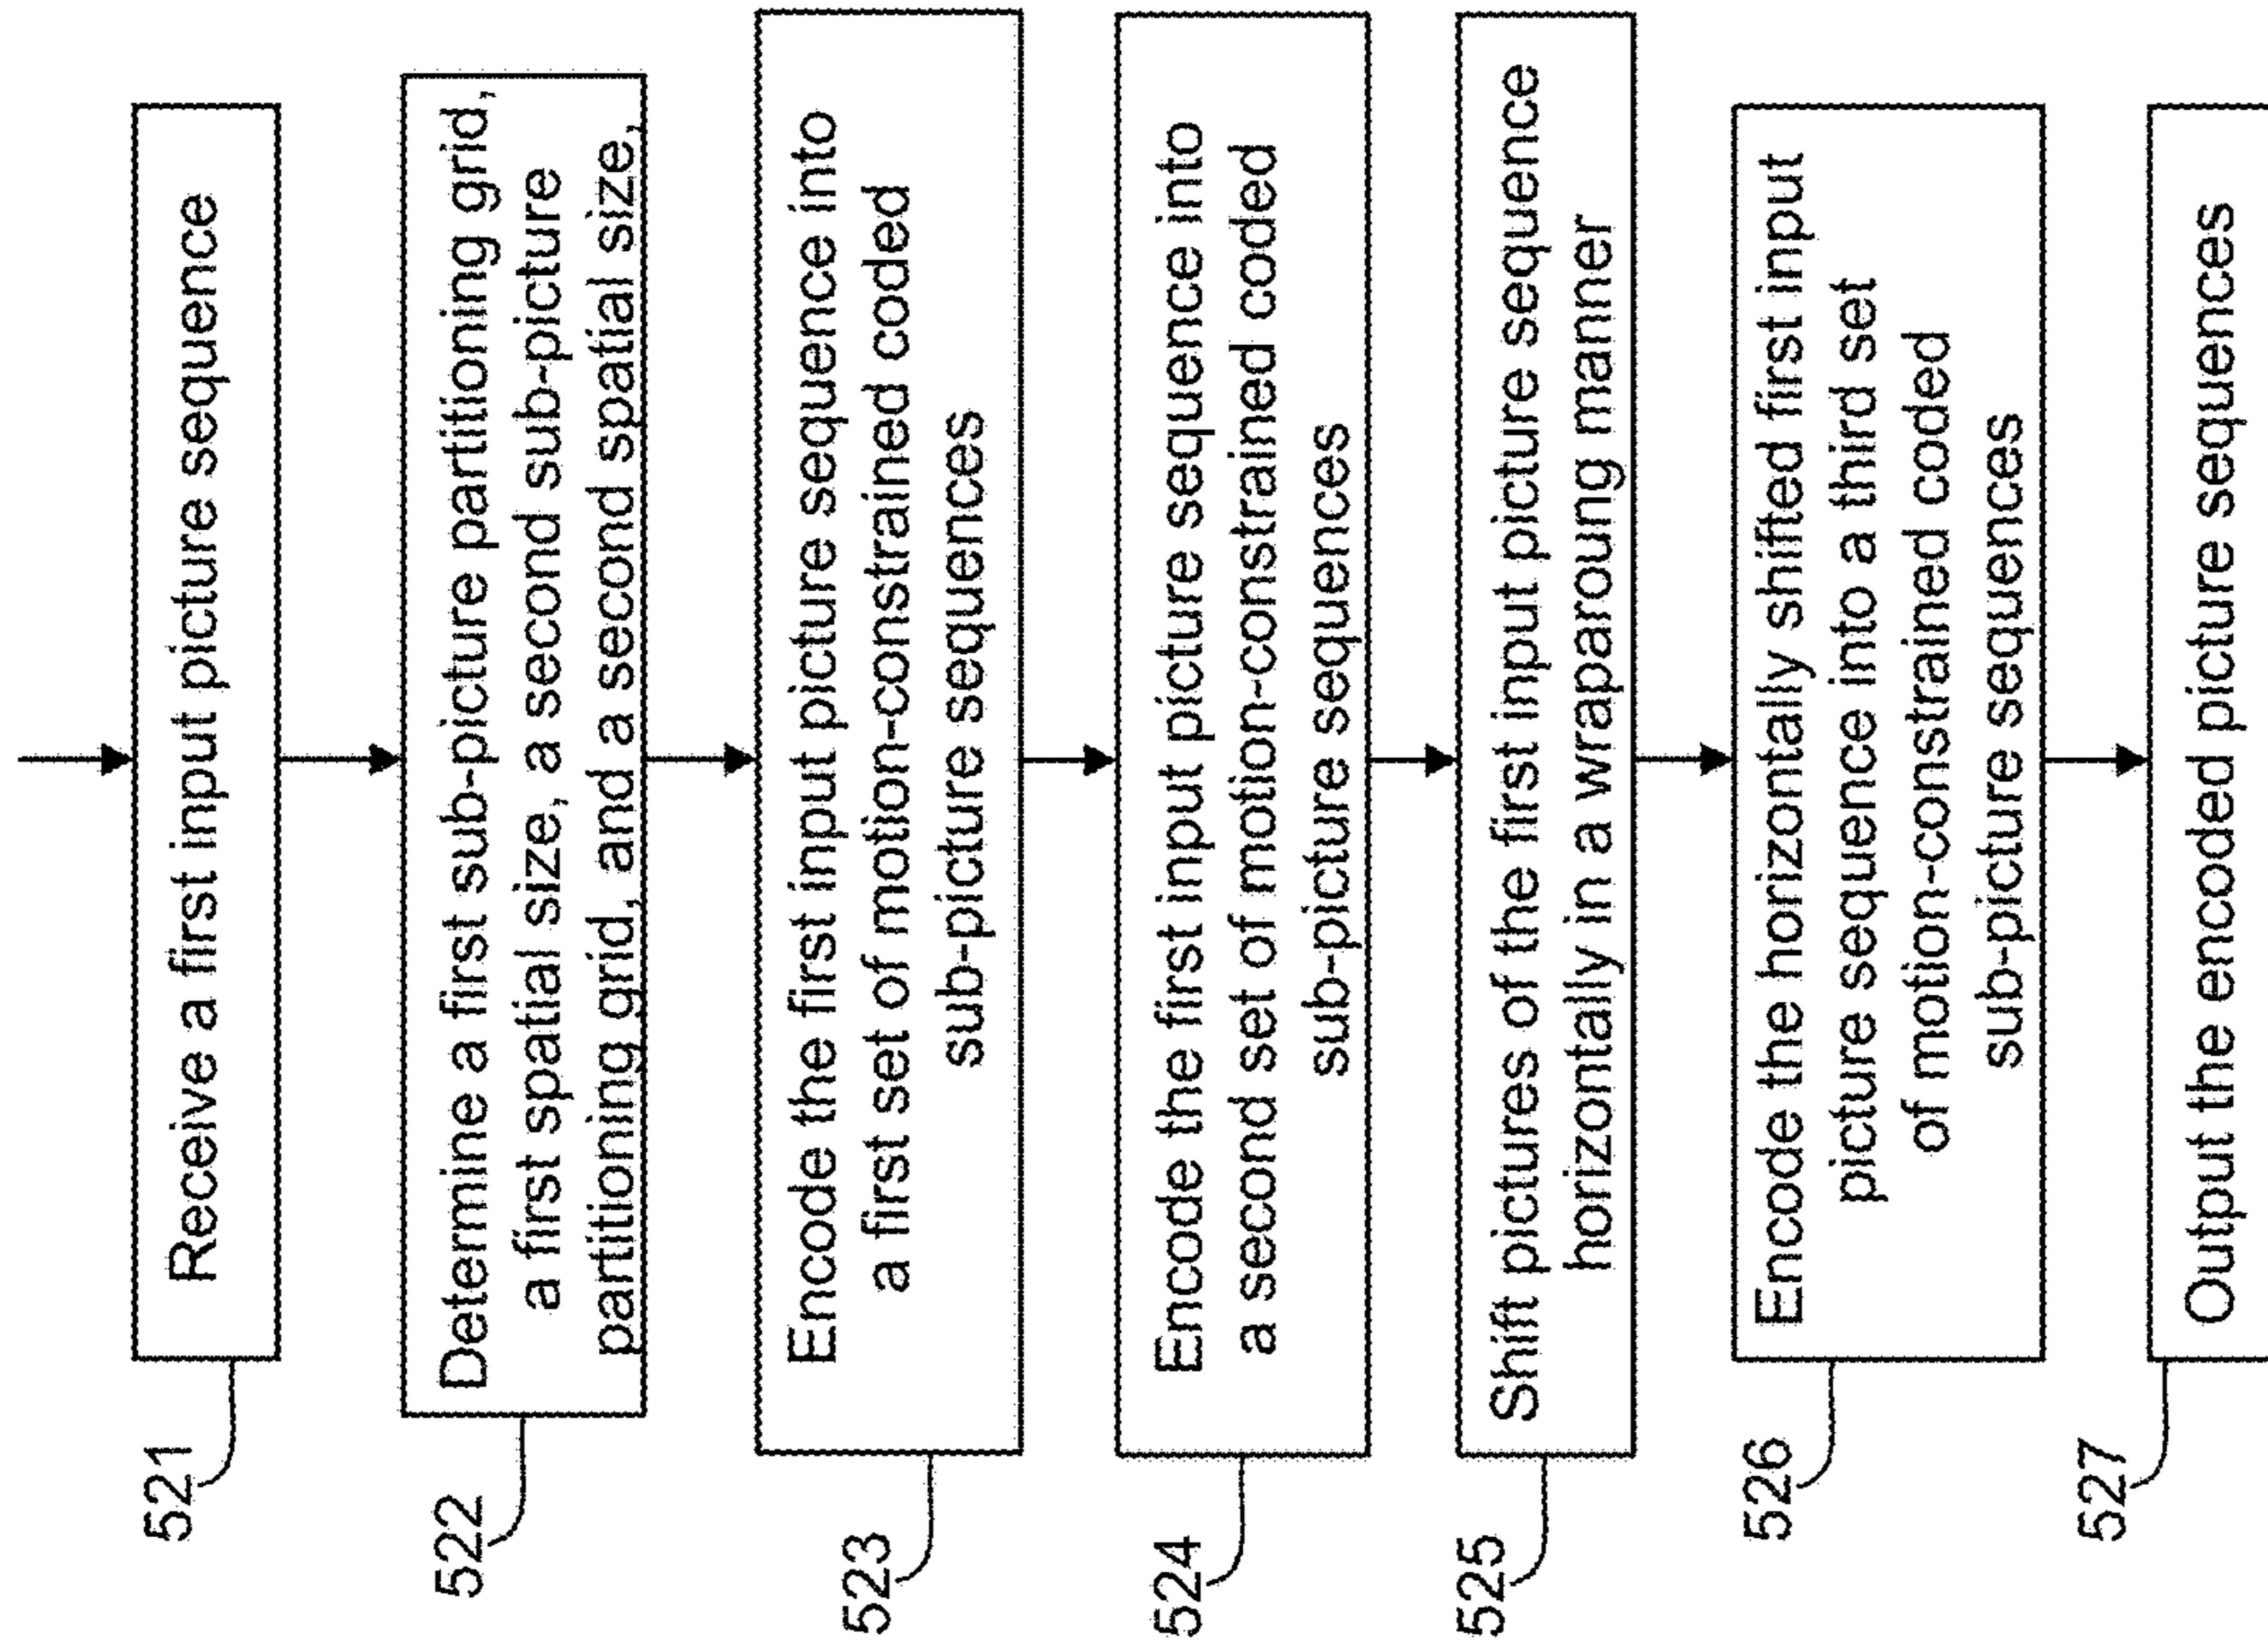 521
Receive a first input picture sequence
522
Determine a first sub-picture partitioning grid,
a first spatial size, a second sub-picture
partitioning grid, and a second spatial size,
523
Encode the first input picture sequence into
a first set of motion-constrained coded
sub-picture sequences
524
Encode the first input picture sequence into
a second set of motion-constrained coded
sub-picture sequences
525
Shift pictures of the first input picture sequence
horizontally in a wraparoung manner
526
Encode the horizontally shifted first input
picture sequence into a third set
of motion-constrained coded
sub-picture sequences
527
Output the encoded picture sequences